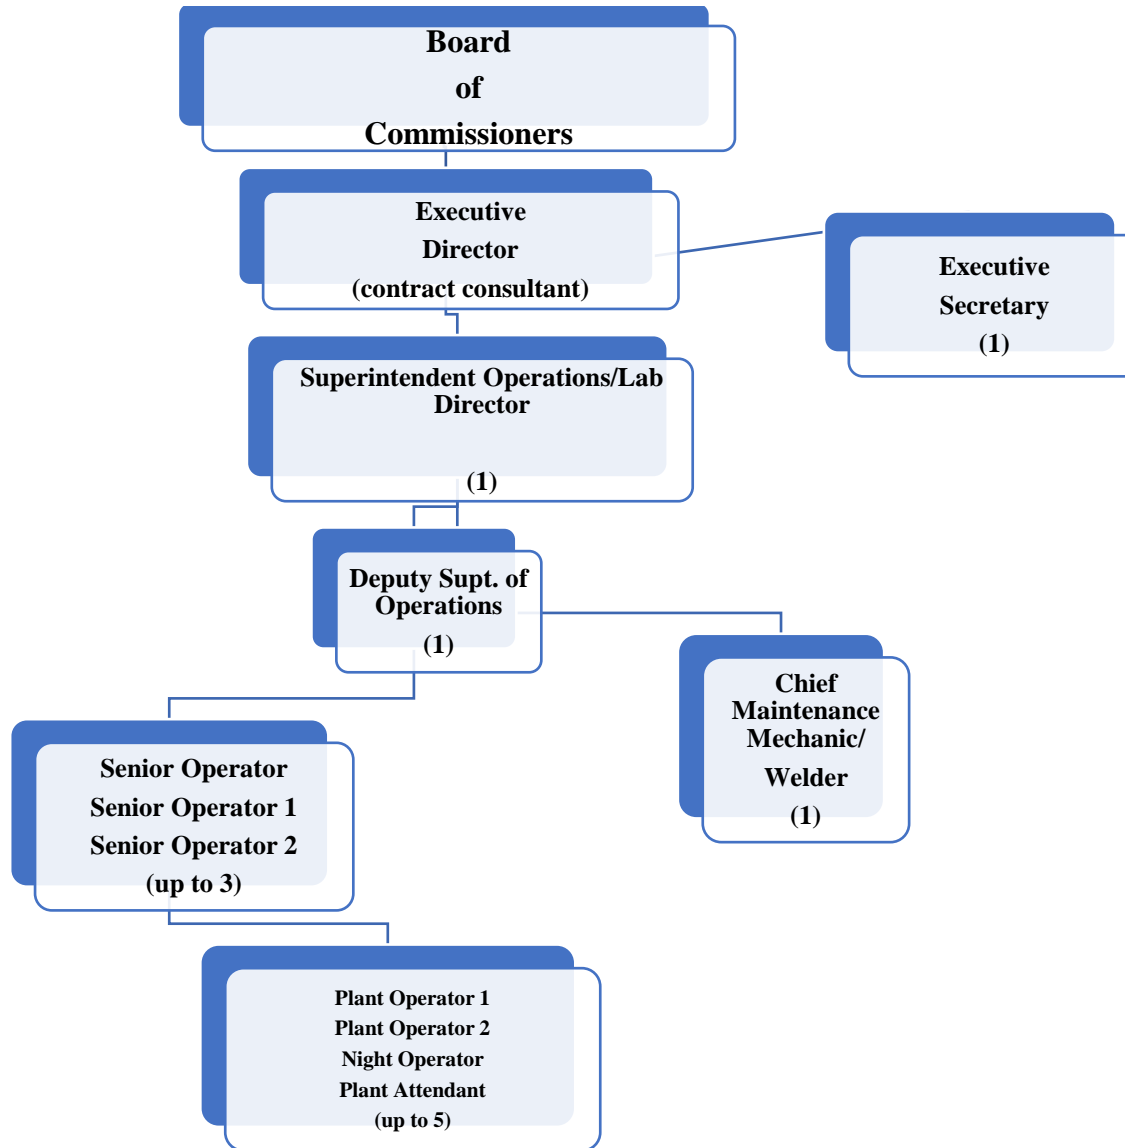 Board
of
Commissioners
Executive
Director
(contract consultant)
Executive
Secretary
(1)
Superintendent Operations/Lab
Director
(1)
Deputy Supt. of
Operations
(1)
Chief
Maintenance
Mechanic/
Welder
(1)
Senior Operator
Senior Operator 1
Senior Operator 2
(up to 3)
Plant Operator 1
Plant Operator 2
Night Operator
Plant Attendant
(up to 5)